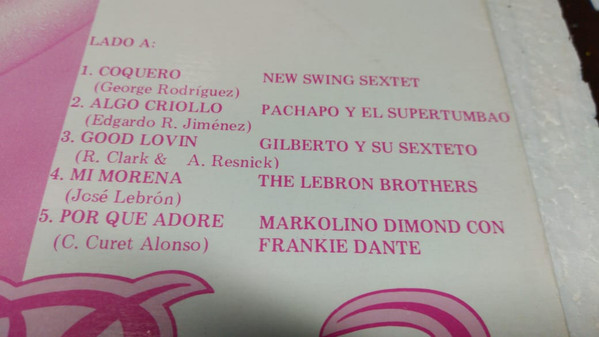 LADO A:
1. COQUERO NEW SWING SEXTET
(George Rodríguez)
2. ALGO CRIOLLO PACHAPO Y EL SUPERTUMBAO
(Edgardo R. Jiménez)
3. GOOD LOVIN GILBERTO Y SU SEXTETO
(R. Clark & A. Resnick)
4. MI MORENA THE LEBRON BROTHERS
(José Lebrón)
5. POR QUE ADORE MARKOLINO DIMOND CON
(C. Curet Alonso) FRANKIE DANTE